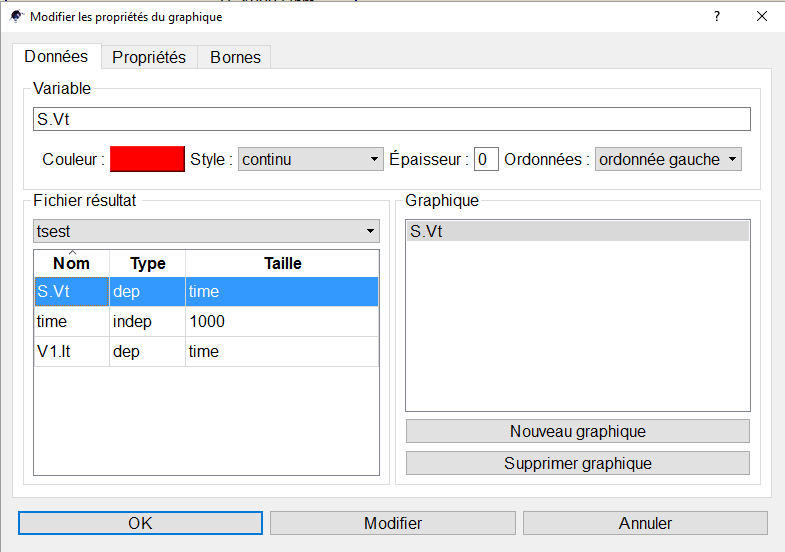 Modifier les propriétés du graphique
?
Données Propriétés Bornes
Variable
S.Vt
Couleur : Style : continu Épaisseur : 0 Ordonnées : ordonnée gauche
Fichier résultat
tsest
Nom Type Taille
S.Vt dep time
time indep 1000
V1.It dep time
Graphique
S.Vt
Nouveau graphique
Supprimer graphique
OK Modifier Annuler